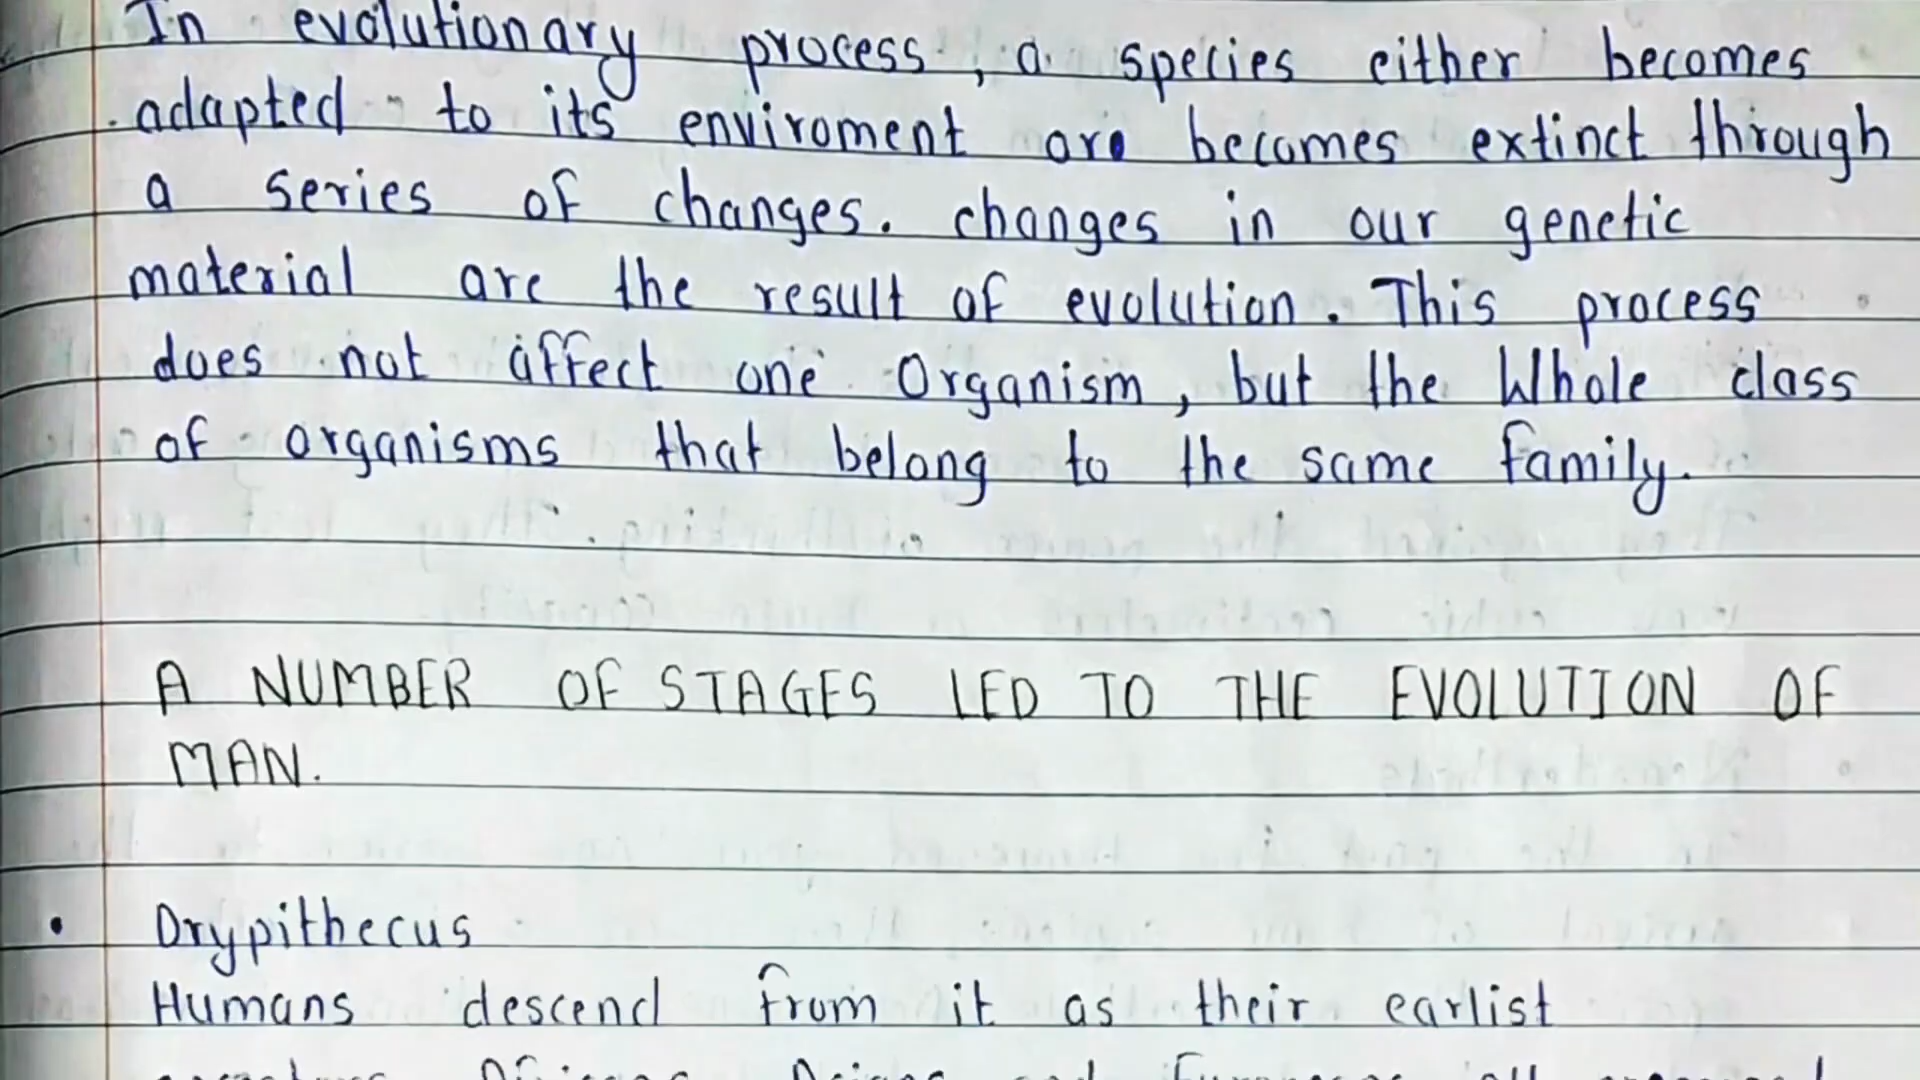 In evolutionary process, a species either becomes
adapted to its enviroment are becomes extinct through
a series of changes. changes in our genetic
material are the result of evolution. This process
does not affect one Organism, but the Whole class
of organisms that belong to the same family.
A NUMBER OF STAGES LED TO THE EVOLUTION OF
MAN.
• Drypithecus
Humans descend from it as their earlist